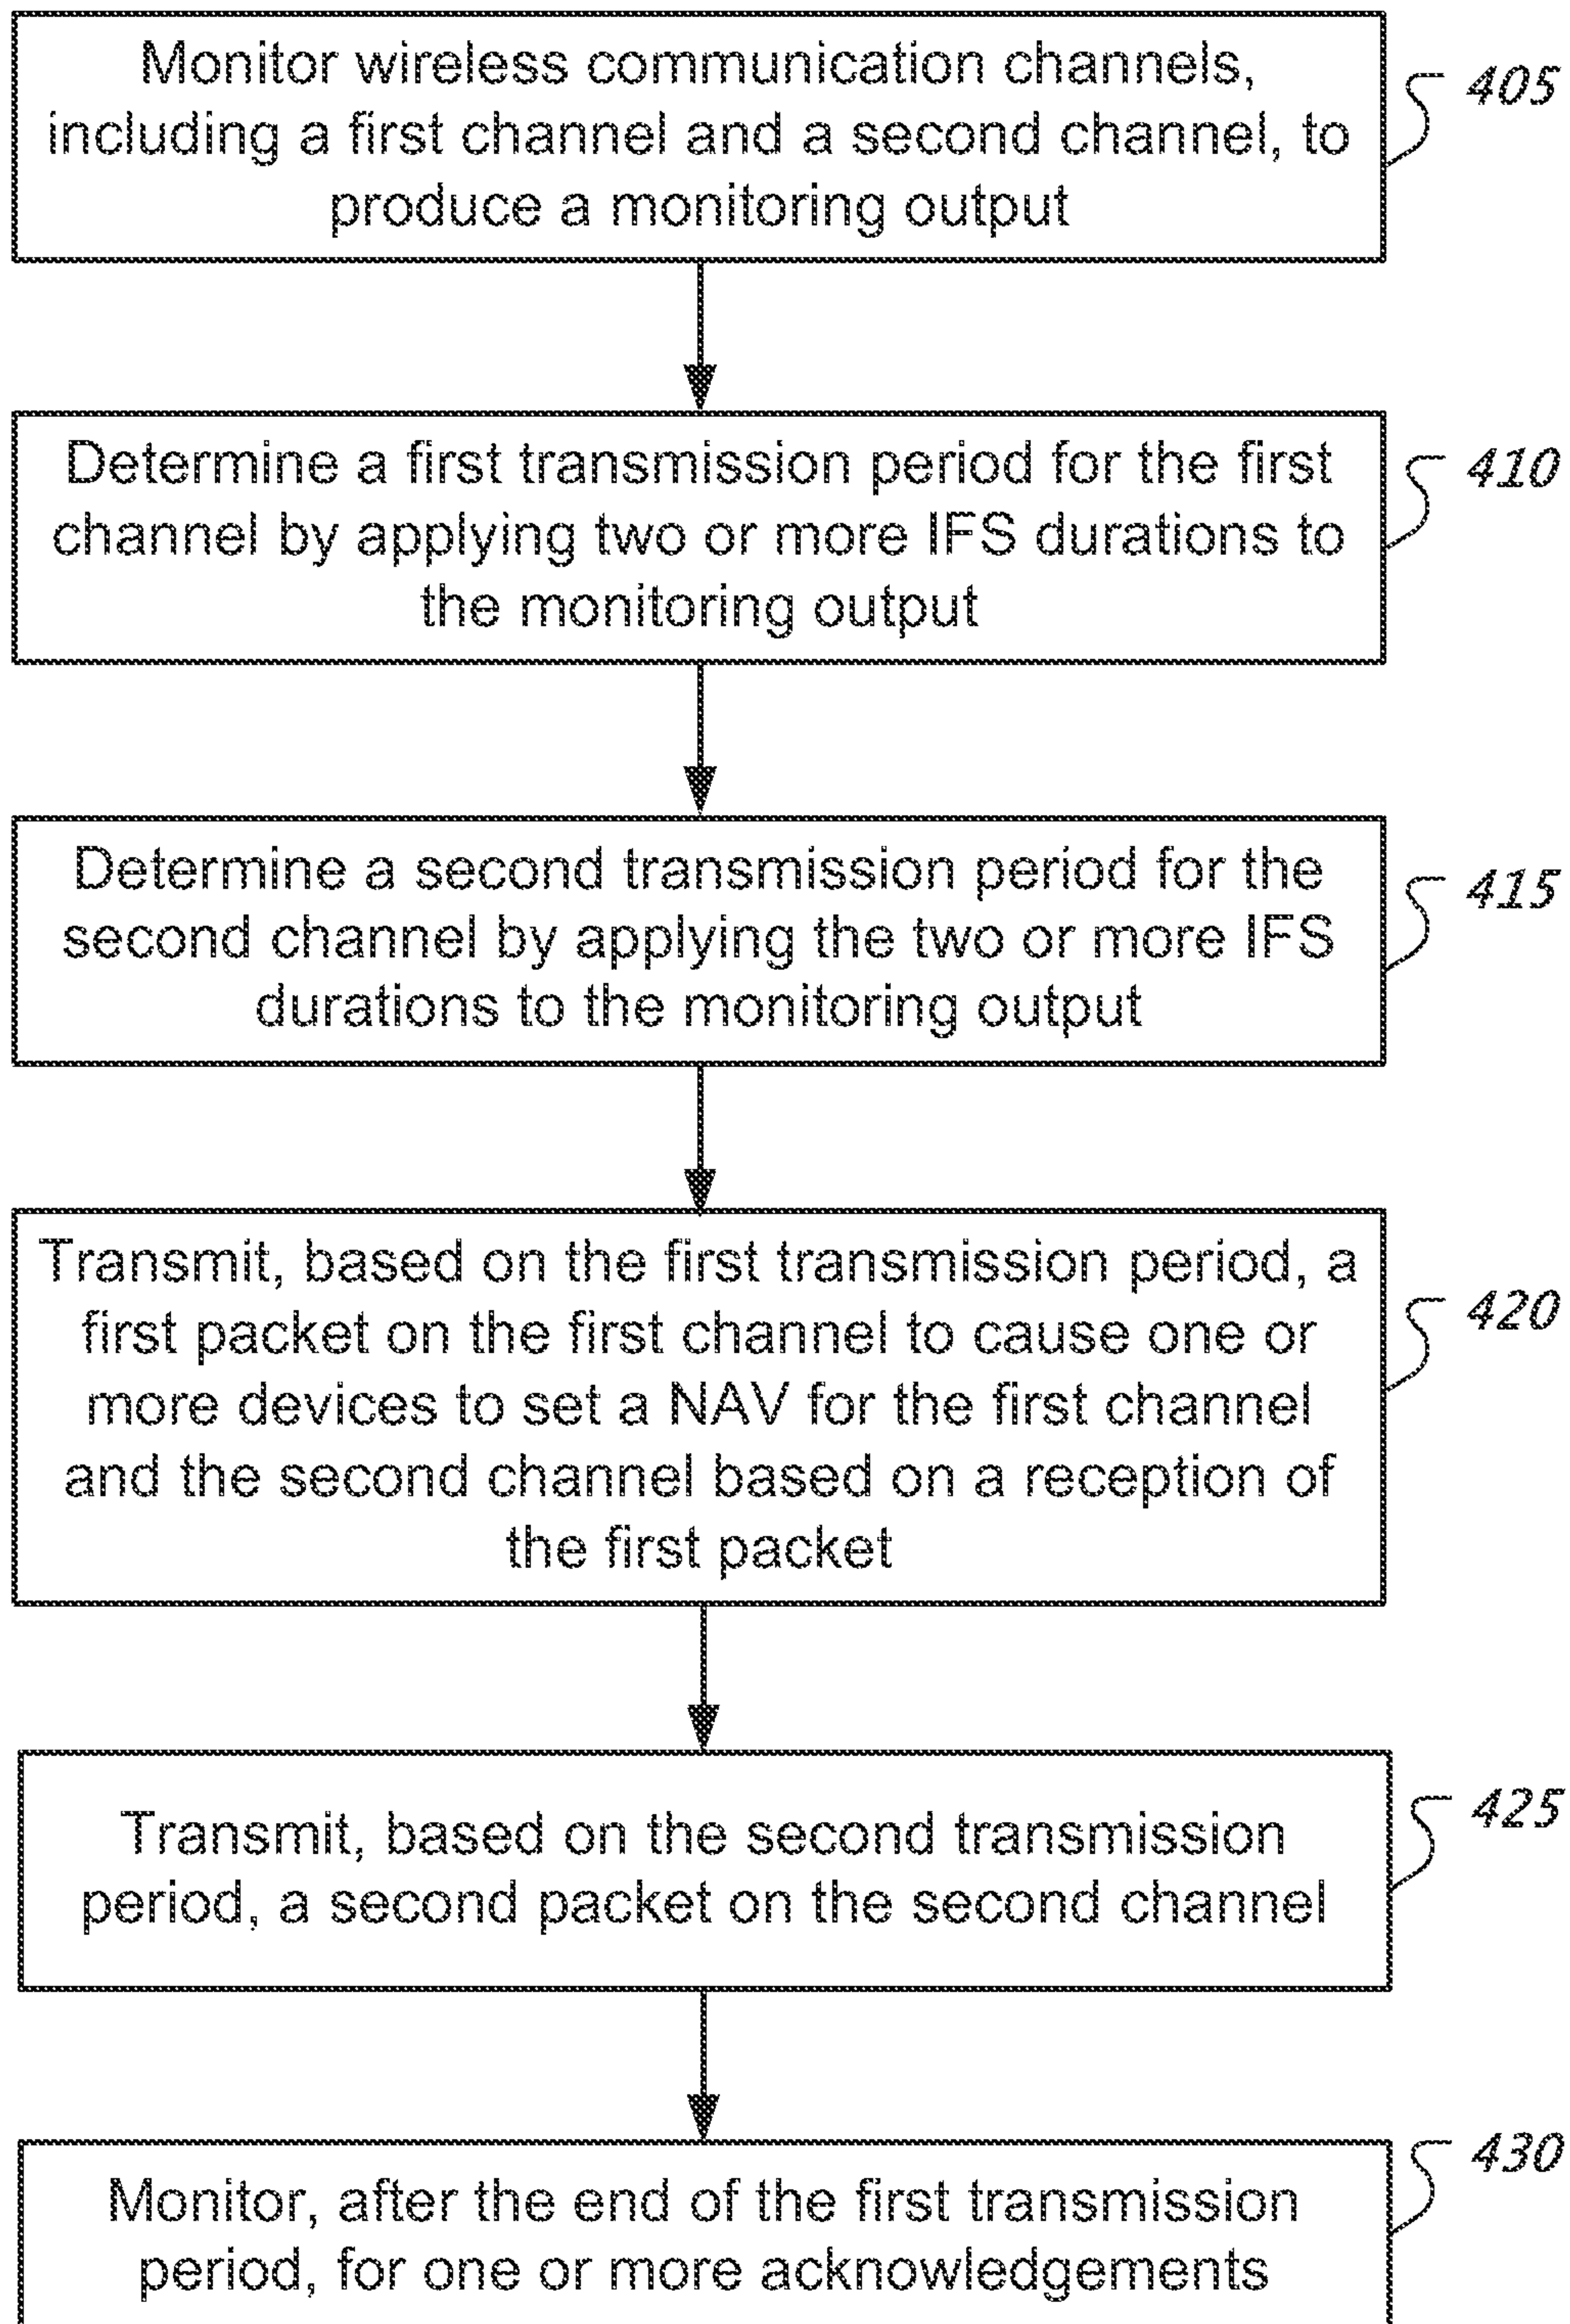 Monitor wireless communication channels,
including a first channel and a second channel, to
produce a monitoring output
405
Determine a first transmission period for the first
channel by applying two or more IFS durations to
the monitoring output
410
Determine a second transmission period for the
second channel by applying the two or more IFS
durations to the monitoring output
415
Transmit, based on the first transmission period, a
first packet on the first channel to cause one or
more devices to set a NAV for the first channel
and the second channel based on a reception of
the first packet
420
Transmit, based on the second transmission
period, a second packet on the second channel
425
Monitor, after the end of the first transmission
period, for one or more acknowledgements
430